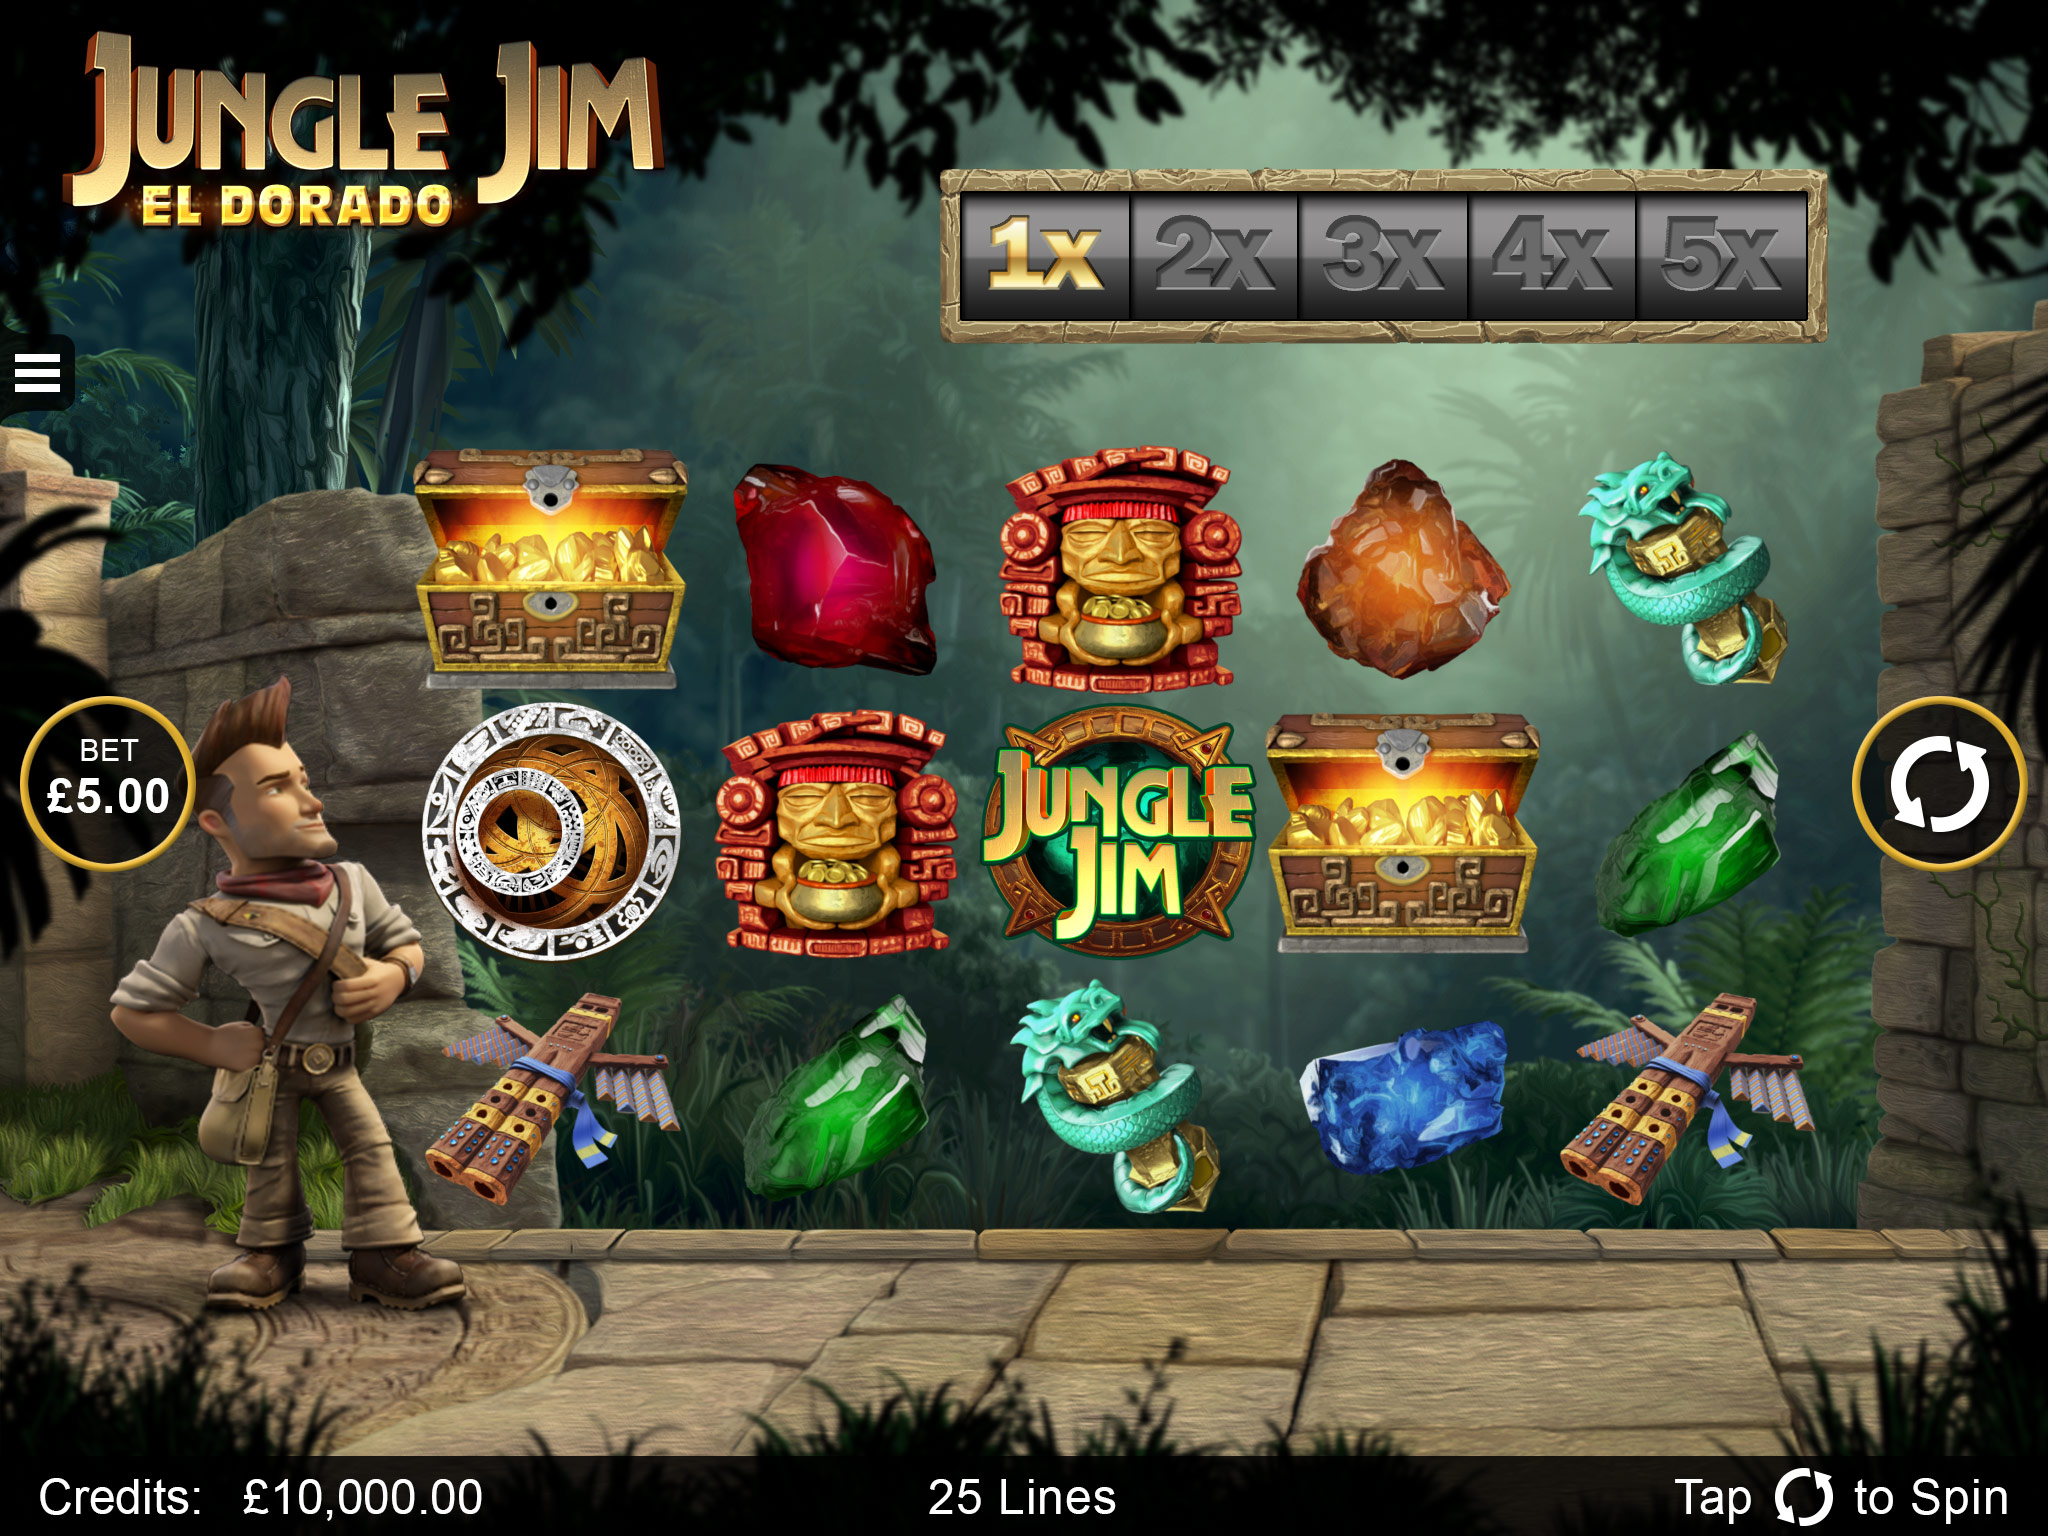 JUNGLE JIM
EL DORADO
1x 2x 3x 4x 5x
BET
£5.00
JUNGLE
JIM
Credits: £10,000.00
25 Lines
Tap to Spin